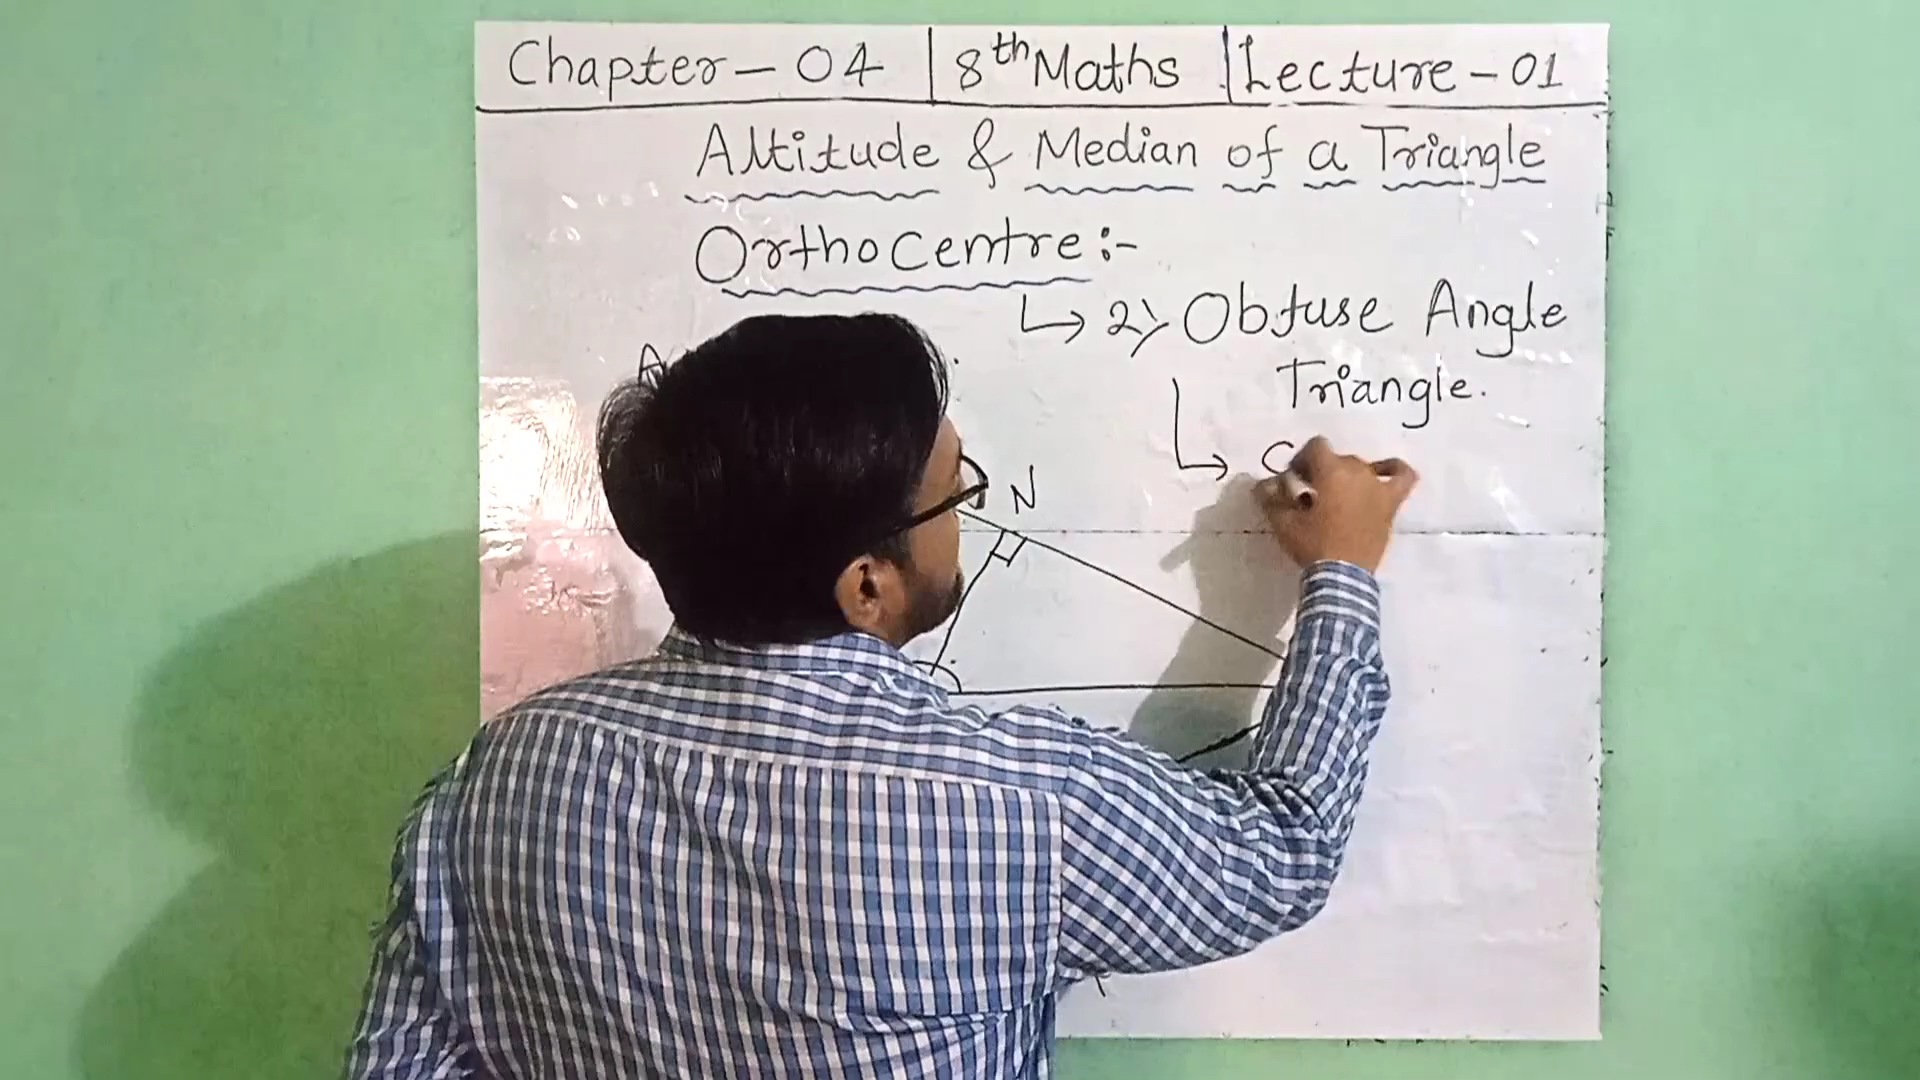 Chapter - 04 | 8th Maths | Lecture - 01
Altitude & Median of a Triangle
OrthoCentre :-
↳ 2) Obtuse Angle
Triangle.
A
N